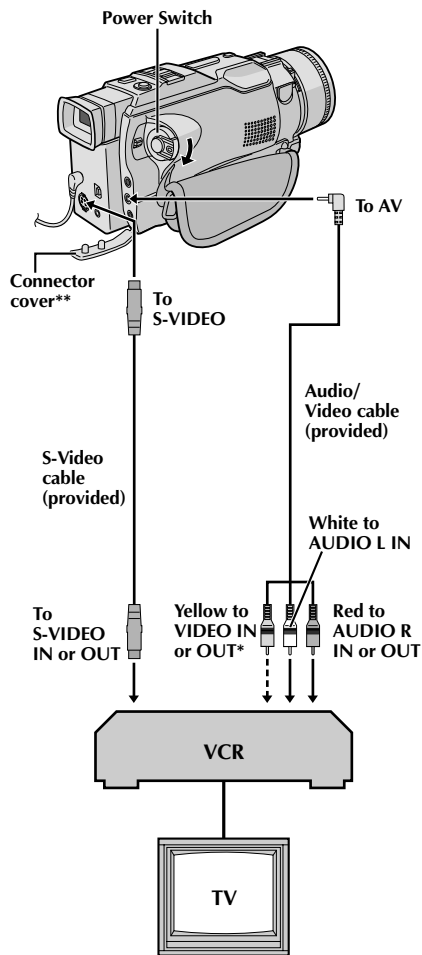 Power Switch
To AV
Connector
cover**
To
S-VIDEO
Audio/
Video cable
(provided)
S-Video
cable
(provided)
White to
AUDIO L IN
To
S-VIDEO
IN or OUT
Yellow to
VIDEO IN
or OUT*
Red to
AUDIO R
IN or OUT
VCR
TV